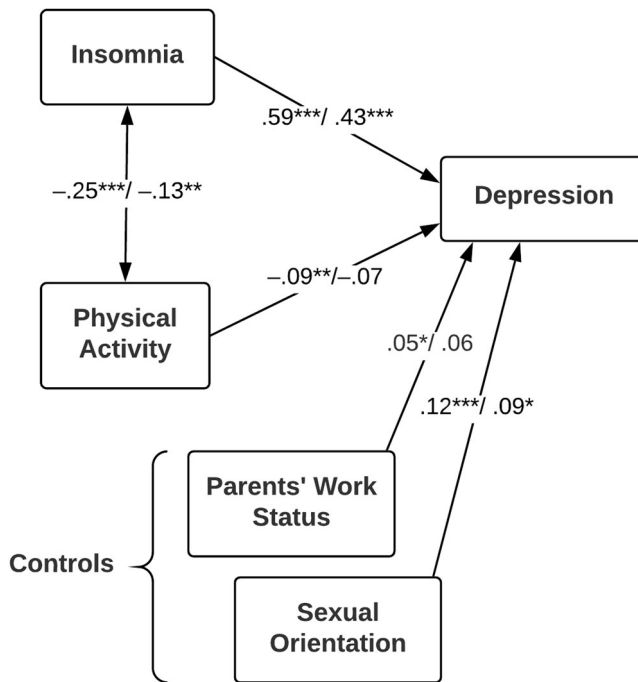 Insomnia
.59***/ .43***
Depression
–.25***/ –.13**
–.09**/–.07
Physical
Activity
.05*/ .06
.12***/ .09*
Parents' Work
Status
Controls
Sexual
Orientation